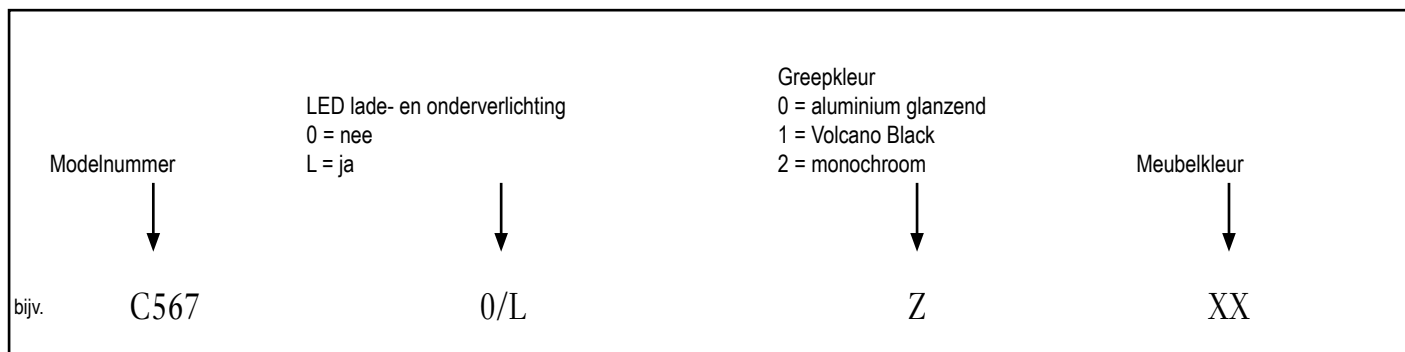 Greepkleur
LED lade- en onderverlichting
0 = aluminium glanzend
0 = nee
1 = Volcano Black
Modelnummer
L = ja
2 = monochroom
Meubelkleur
bijv.
C567
0/L
Z
XX